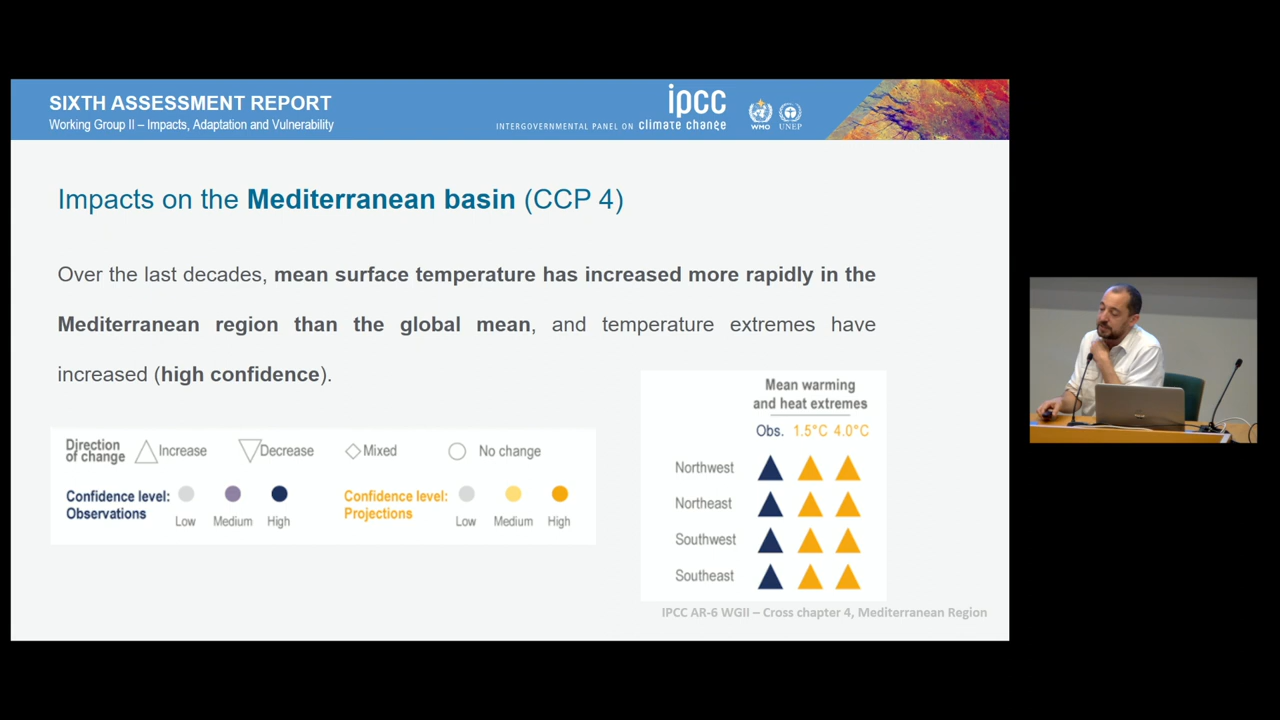 SIXTH ASSESSMENT REPORT
Working Group II – Impacts, Adaptation and Vulnerability
ipcc
INTERGOVERNMENTAL PANEL ON climate change
WMO
UNEP
Impacts on the Mediterranean basin (CCP 4)
Over the last decades, mean surface temperature has increased more rapidly in the
Mediterranean region than the global mean, and temperature extremes have
increased (high confidence).
Direction
of change
Increase
Decrease
Mixed
No change
Confidence level:
Observations
Low
Medium
High
Confidence level:
Projections
Low
Medium
High
Mean warming
and heat extremes
Obs. 1.5°C 4.0°C
Northwest
Northeast
Southwest
Southeast
IPCC AR-6 WGII – Cross chapter 4, Mediterranean Region